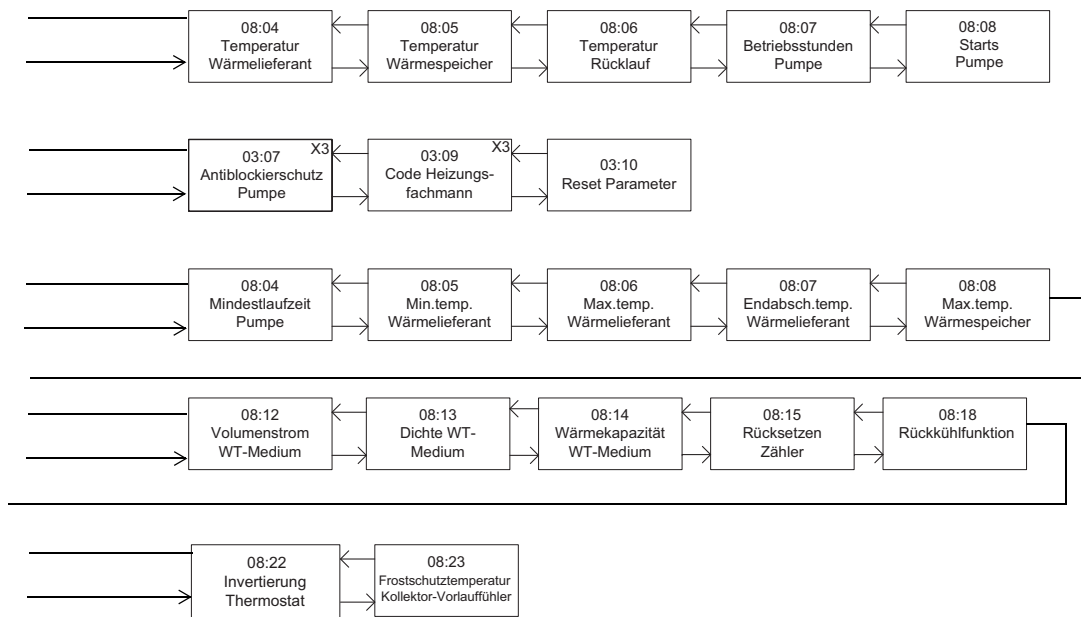 08:04
Temperatur
Wärmelieferant
08:05
Temperatur
Wärmespeicher
08:06
Temperatur
Rücklauf
08:07
Betriebsstunden
Pumpe
08:08
Starts
Pumpe
X3
03:07
Antiblockierschutz
Pumpe
X3
03:09
Code Heizungs-
fachmann
03:10
Reset Parameter
08:04
Mindestlaufzeit
Pumpe
08:05
Min.temp.
Wärmelieferant
08:06
Max.temp.
Wärmelieferant
08:07
Endabsch.temp.
Wärmelieferant
08:08
Max.temp.
Wärmespeicher
08:12
Volumenstrom
WT-Medium
08:13
Dichte WT-
Medium
08:14
Wärmekapazität
WT-Medium
08:15
Rücksetzen
Zähler
08:18
Rückkühlfunktion
08:22
Invertierung
Thermostat
08:23
Frostschutztemperatur
Kollektor-Vorlauffühler